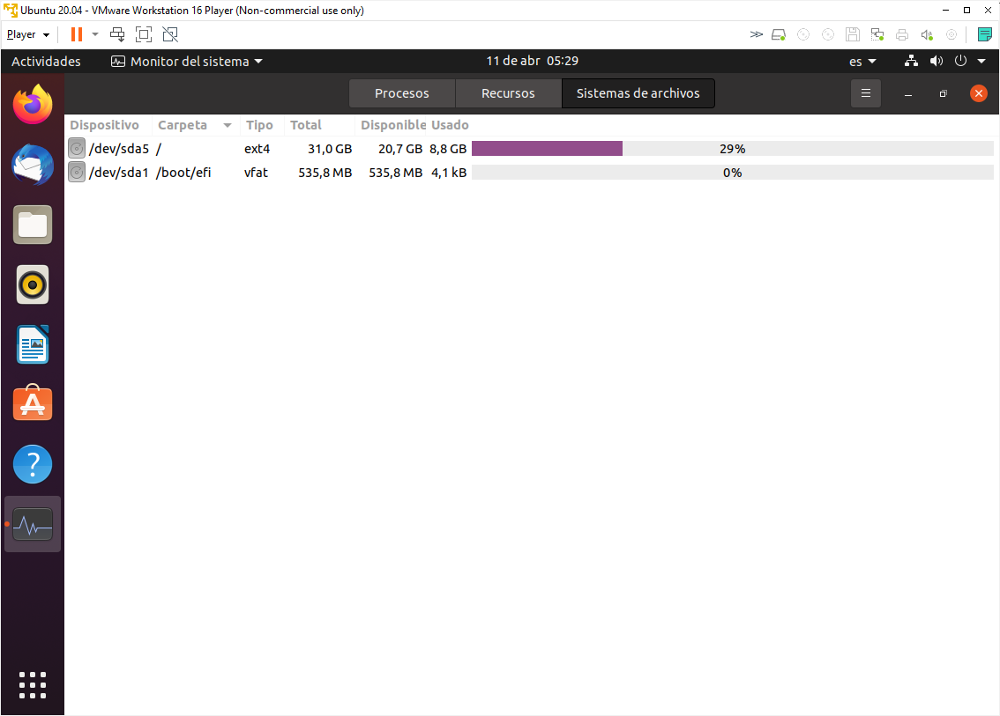 Ubuntu 20.04 - VMware Workstation 16 Player (Non-commercial use only)
Player
Actividades Monitor del sistema 11 de abr 05:29 es
Procesos Recursos Sistemas de archivos
Dispositivo Carpeta Tipo Total Disponible Usado
/dev/sda5 / ext4 31,0 GB 20,7 GB 8,8 GB 29%
/dev/sda1 /boot/efi vfat 535,8 MB 535,8 MB 4,1 kB 0%
?